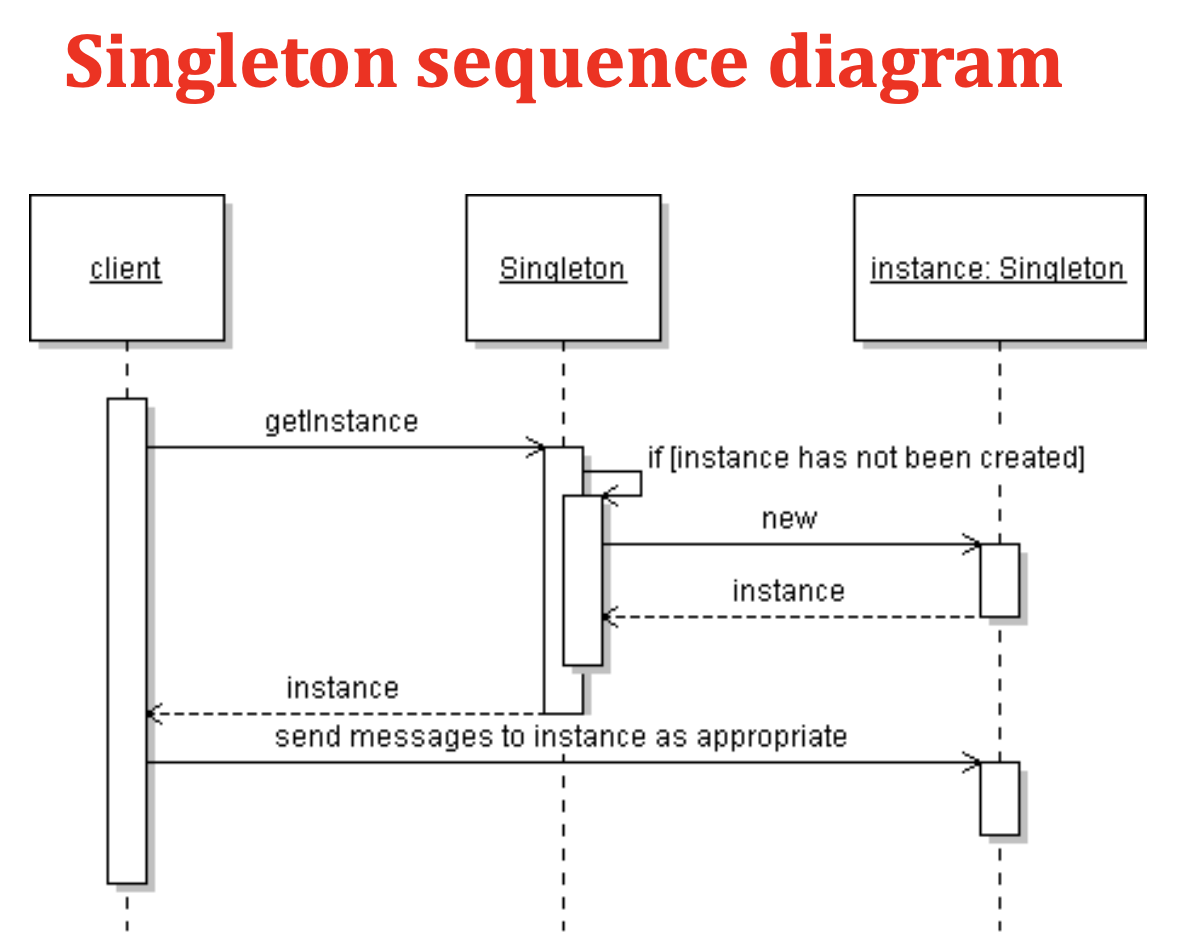 Singleton sequence diagram
client
Singleton
instance: Singleton
getInstance
if [instance has not been created]
new
instance
instance
send messages to instance as appropriate